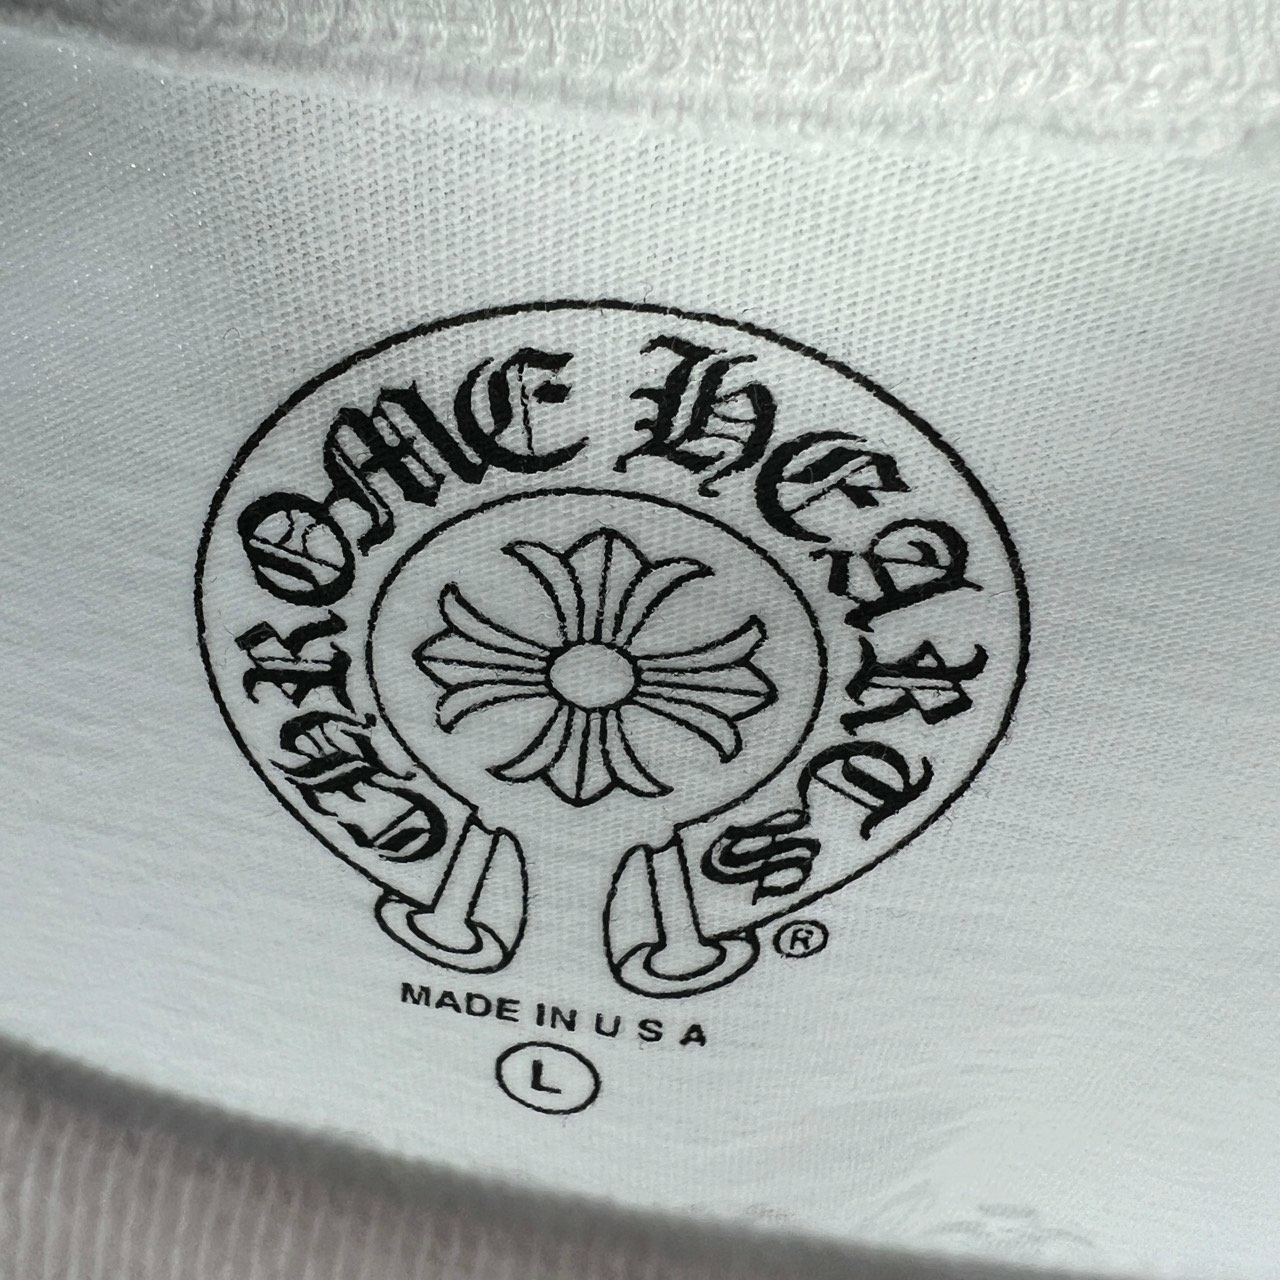 CHROME HEARTS
®
MADE IN U S A
L